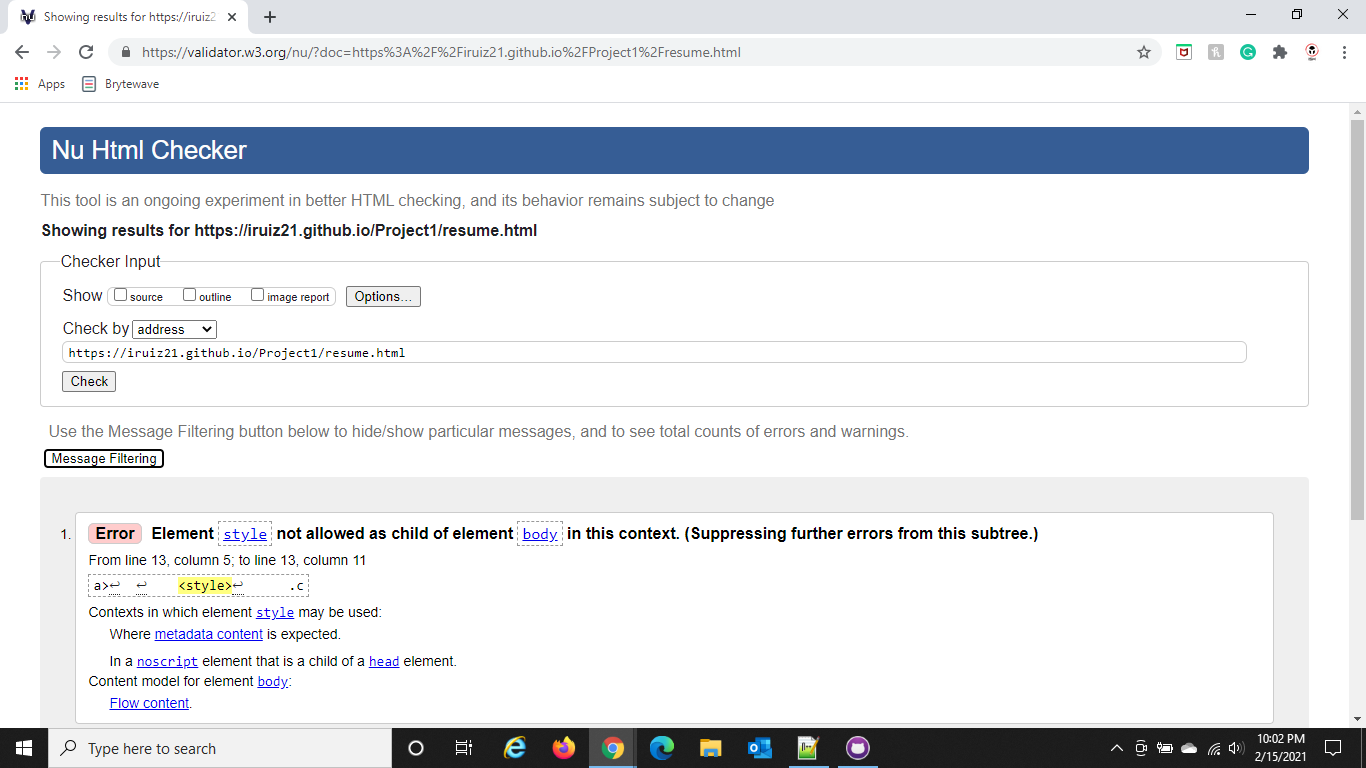 Showing results for https://iruiz2
https://validator.w3.org/nu/?doc=https%3A%2F%2Firuiz21.github.io%2FProject1%2Fresume.html
Apps Brytewave
Nu Html Checker
This tool is an ongoing experiment in better HTML checking, and its behavior remains subject to change
Showing results for https://iruiz21.github.io/Project1/resume.html
Checker Input
Show source outline image report Options...
Check by address
https://iruiz21.github.io/Project1/resume.html
Check
Use the Message Filtering button below to hide/show particular messages, and to see total counts of errors and warnings.
Message Filtering
1. Error Element style not allowed as child of element body in this context. (Suppressing further errors from this subtree.)
From line 13, column 5; to line 13, column 11
a>↩ ↩ <style>↩ .c
Contexts in which element style may be used:
Where metadata content is expected.
In a noscript element that is a child of a head element.
Content model for element body:
Flow content.
Type here to search
10:02 PM
2/15/2021